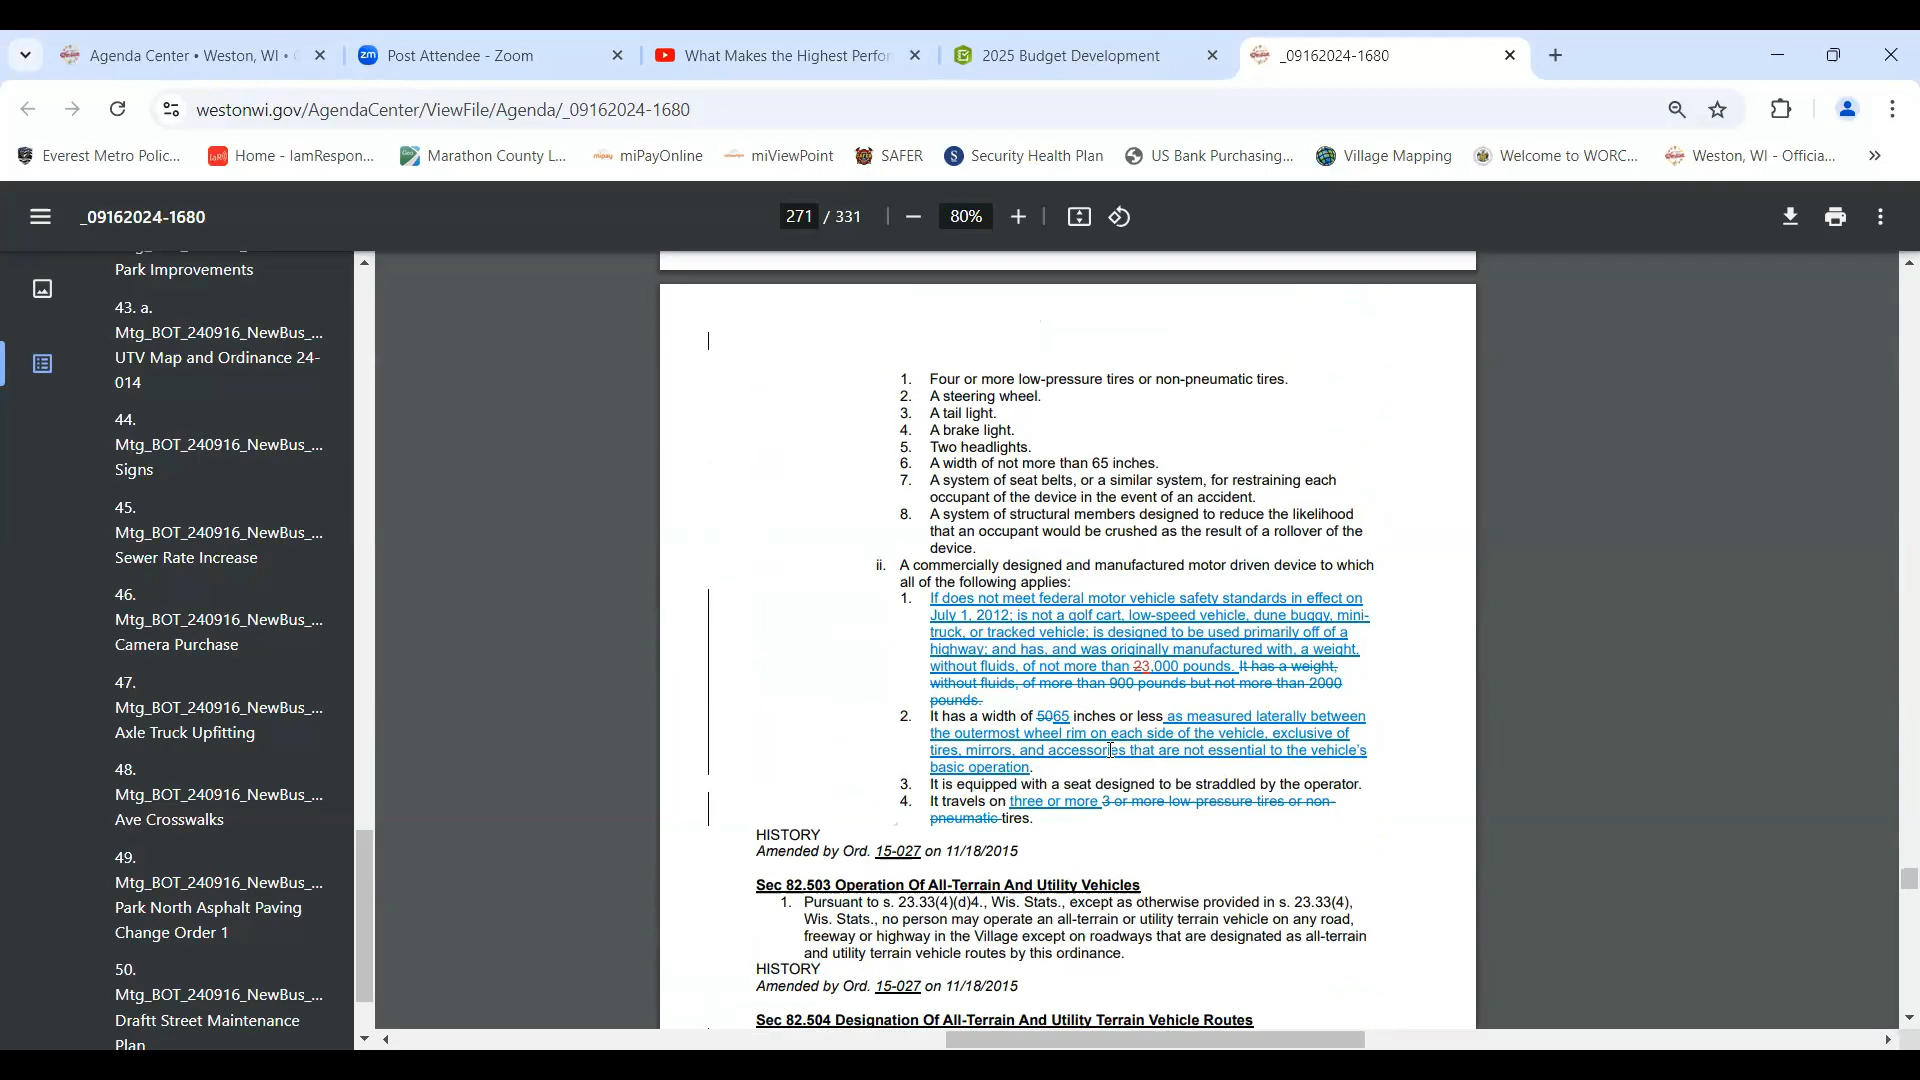 Agenda Center • Weston, WI •
Post Attendee - Zoom
What Makes the Highest Perfor
2025 Budget Development
_09162024-1680
westonwi.gov/AgendaCenter/ViewFile/Agenda/_09162024-1680
Everest Metro Polic...
Home - IamRespon...
Marathon County L...
miPayOnline
miViewPoint
SAFER
Security Health Plan
US Bank Purchasing...
Village Mapping
Welcome to WORC...
Weston, WI - Officia...
_09162024-1680
271 / 331
80%
Park Improvements
43. a.
Mtg_BOT_240916_NewBus_...
UTV Map and Ordinance 24-
014
44.
Mtg_BOT_240916_NewBus_...
Signs
45.
Mtg_BOT_240916_NewBus_...
Sewer Rate Increase
46.
Mtg_BOT_240916_NewBus_...
Camera Purchase
47.
Mtg_BOT_240916_NewBus_...
Axle Truck Upfitting
48.
Mtg_BOT_240916_NewBus_...
Ave Crosswalks
49.
Mtg_BOT_240916_NewBus_...
Park North Asphalt Paving
Change Order 1
50.
Mtg_BOT_240916_NewBus_...
Draftt Street Maintenance
Plan
1. Four or more low-pressure tires or non-pneumatic tires.
2. A steering wheel.
3. A tail light.
4. A brake light.
5. Two headlights.
6. A width of not more than 65 inches.
7. A system of seat belts, or a similar system, for restraining each
occupant of the device in the event of an accident.
8. A system of structural members designed to reduce the likelihood
that an occupant would be crushed as the result of a rollover of the
device.
ii. A commercially designed and manufactured motor driven device to which
all of the following applies:
1. If does not meet federal motor vehicle safety standards in effect on
July 1, 2012; is not a golf cart, low-speed vehicle, dune buggy, mini-
truck, or tracked vehicle; is designed to be used primarily off of a
highway; and has, and was originally manufactured with, a weight,
without fluids, of not more than 23,000 pounds. It has a weight,
without fluids, of more than 900 pounds but not more than 2000
pounds.
2. It has a width of 5065 inches or less as measured laterally between
the outermost wheel rim on each side of the vehicle, exclusive of
tires, mirrors, and accessories that are not essential to the vehicle's
basic operation.
3. It is equipped with a seat designed to be straddled by the operator.
4. It travels on three or more 3 or more low-pressure tires or non-
pneumatic tires.
HISTORY
Amended by Ord. 15-027 on 11/18/2015
Sec 82.503 Operation Of All-Terrain And Utility Vehicles
1. Pursuant to s. 23.33(4)(d)4., Wis. Stats., except as otherwise provided in s. 23.33(4),
Wis. Stats., no person may operate an all-terrain or utility terrain vehicle on any road,
freeway or highway in the Village except on roadways that are designated as all-terrain
and utility terrain vehicle routes by this ordinance.
HISTORY
Amended by Ord. 15-027 on 11/18/2015
Sec 82.504 Designation Of All-Terrain And Utility Terrain Vehicle Routes